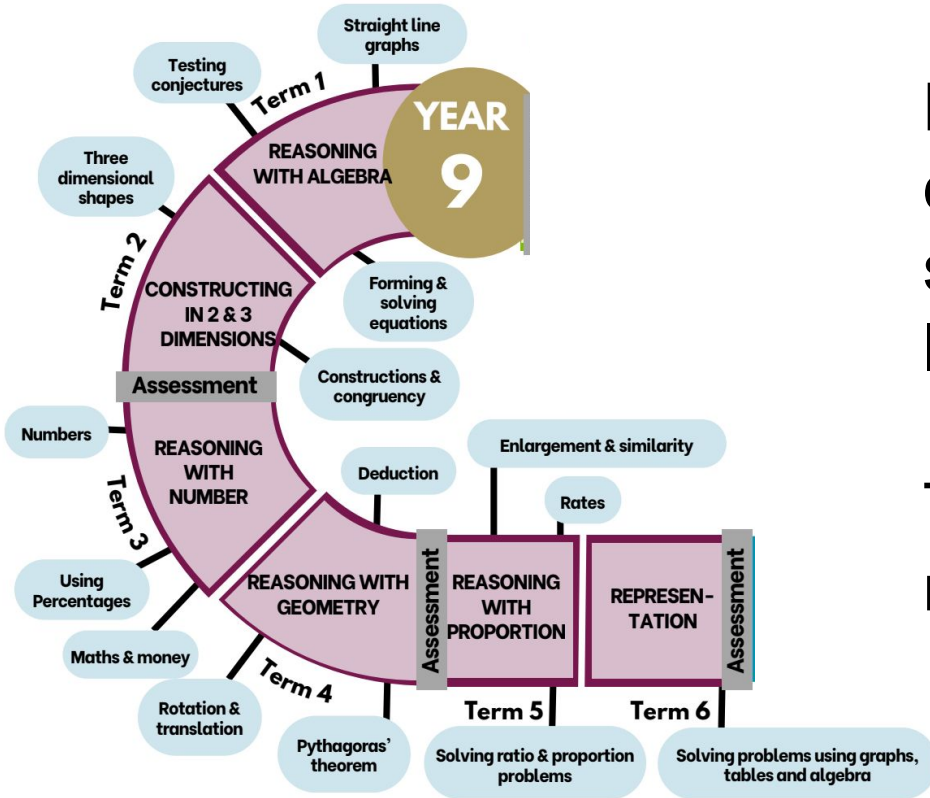 Straight line
graphs
Testing
conjectures
Term 1
YEAR
9
REASONING
WITH ALGEBRA
Three
dimensional
shapes
Term 2
Forming &
solving
equations
CONSTRUCTING
IN 2 & 3
DIMENSIONS
Constructions &
congruency
Assessment
Numbers
REASONING
WITH
NUMBER
Term 3
Deduction
Enlargement & similarity
Rates
Using
Percentages
Maths & money
REASONING WITH
GEOMETRY
Term 4
Rotation &
translation
Pythagoras'
theorem
Assessment
REASONING
WITH
PROPORTION
Term 5
Solving ratio & proportion
problems
REPRESEN-
TATION
Term 6
Assessment
Solving problems using graphs,
tables and algebra